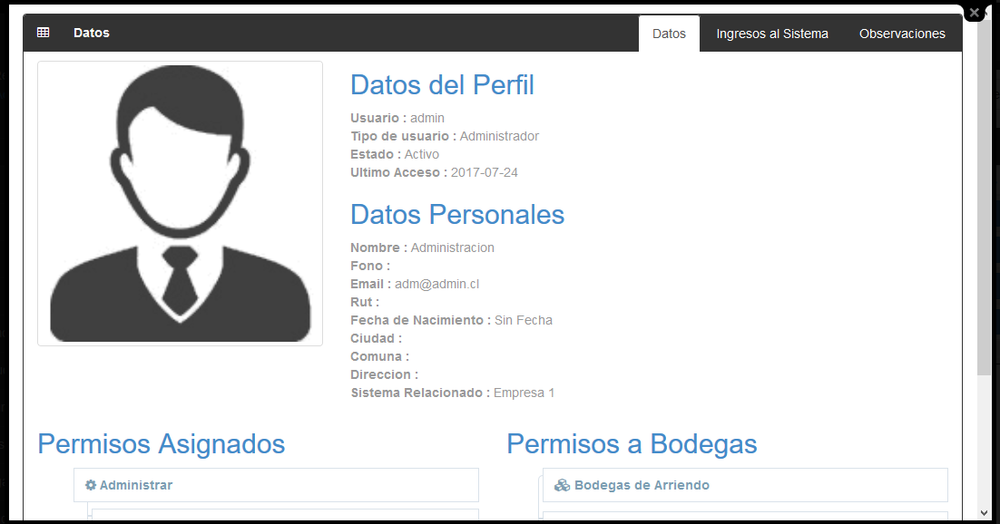 Datos
Datos
Ingresos al Sistema
Observaciones
Datos del Perfil
Usuario : admin
Tipo de usuario : Administrador
Estado : Activo
Ultimo Acceso : 2017-07-24
Datos Personales
Nombre : Administracion
Fono :
Email : adm@admin.cl
Rut :
Fecha de Nacimiento : Sin Fecha
Ciudad :
Comuna :
Direccion :
Sistema Relacionado : Empresa 1
Permisos Asignados
Administrar
Permisos a Bodegas
Bodegas de Arriendo